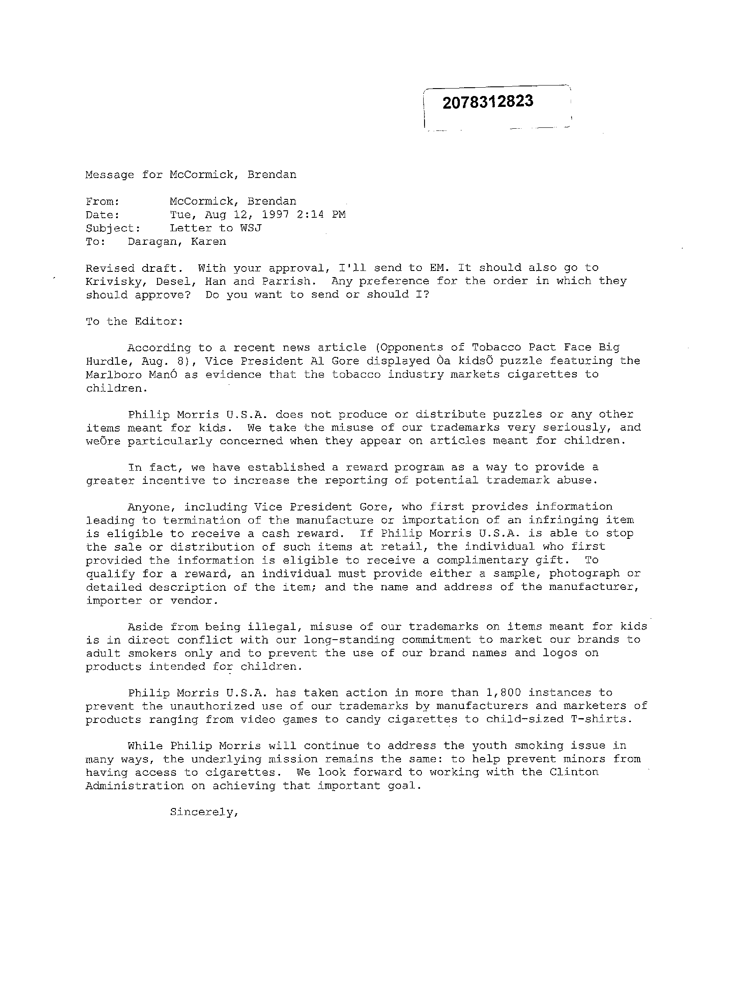 2078312823
Message for McCormick, Brendan
From: McCormick, Brendan
Date: Tue, Aug 12, 1997 2:14 PM
Subject: Letter to WSJ
To: Daragan, Karen
Revised draft. With your approval, I'll send to EM. It should also go to
Krivisky, Desel, Han and Parrish. Any preference for the order in which they
should approve? Do you want to send or should I?
To the Editor:
According to a recent news article (Opponents of Tobacco Pact Face Big
Hurdle, Aug. 8), Vice President Al Gore displayed Òa kidsÕ puzzle featuring the
Marlboro ManÓ as evidence that the tobacco industry markets cigarettes to
children.
Philip Morris U.S.A. does not produce or distribute puzzles or any other
items meant for kids. We take the misuse of our trademarks very seriously, and
weÕre particularly concerned when they appear on articles meant for children.
In fact, we have established a reward program as a way to provide a
greater incentive to increase the reporting of potential trademark abuse.
Anyone, including Vice President Gore, who first provides information
leading to termination of the manufacture or importation of an infringing item
is eligible to receive a cash reward. If Philip Morris U.S.A. is able to stop
the sale or distribution of such items at retail, the individual who first
provided the information is eligible to receive a complimentary gift. To
qualify for a reward, an individual must provide either a sample, photograph or
detailed description of the item; and the name and address of the manufacturer,
importer or vendor.
Aside from being illegal, misuse of our trademarks on items meant for kids
is in direct conflict with our long-standing commitment to market our brands to
adult smokers only and to prevent the use of our brand names and logos on
products intended for children.
Philip Morris U.S.A. has taken action in more than 1,800 instances to
prevent the unauthorized use of our trademarks by manufacturers and marketers of
products ranging from video games to candy cigarettes to child-sized T-shirts.
While Philip Morris will continue to address the youth smoking issue in
many ways, the underlying mission remains the same: to help prevent minors from
having access to cigarettes. We look forward to working with the Clinton
Administration on achieving that important goal.
Sincerely,